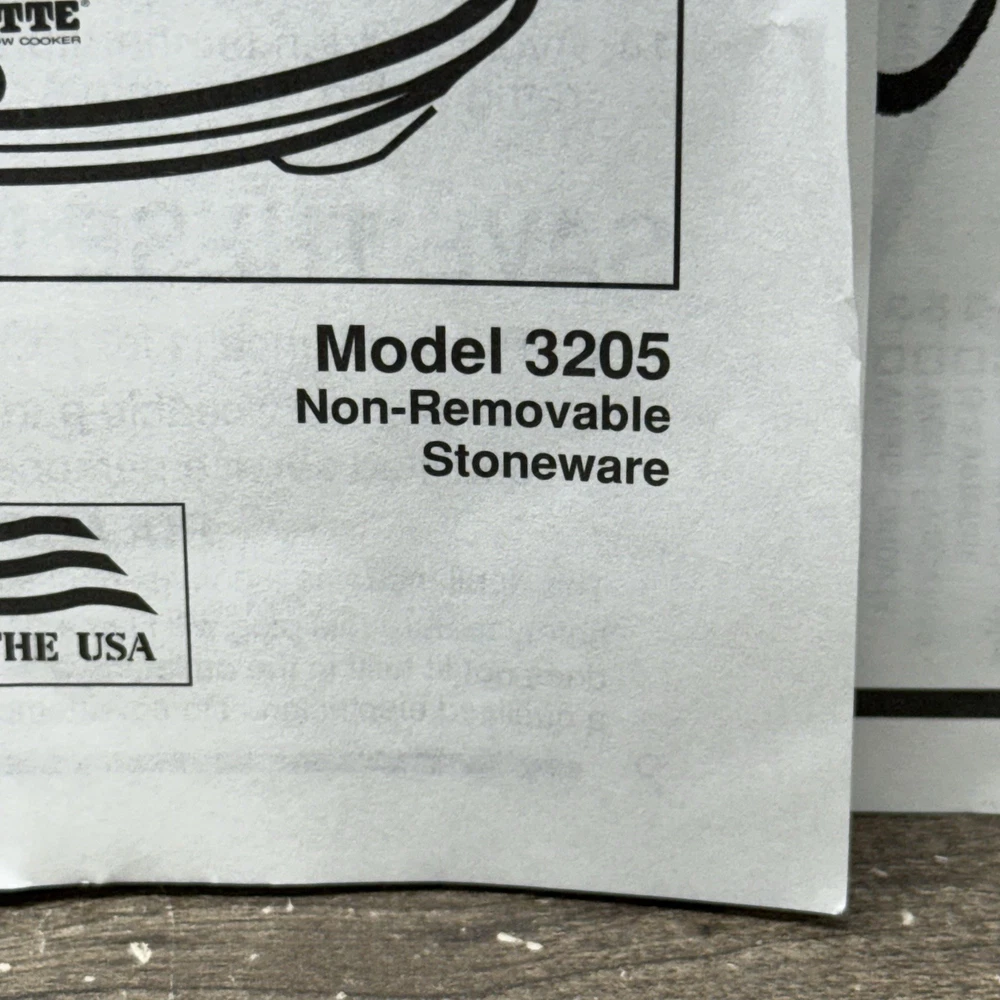 TTE®
W COOKER
Model 3205
Non-Removable
Stoneware
THE USA